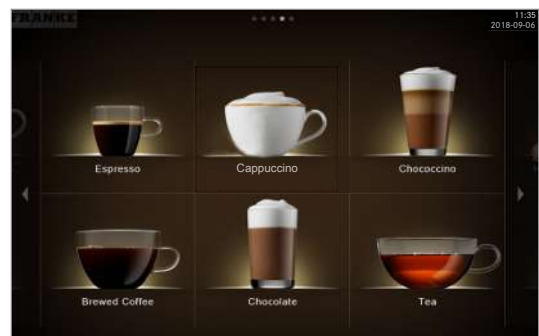 FRANKE
11:35
2018-09-06
Espresso
Cappuccino
Chococcino
Brewed Coffee
Chocolate
Tea